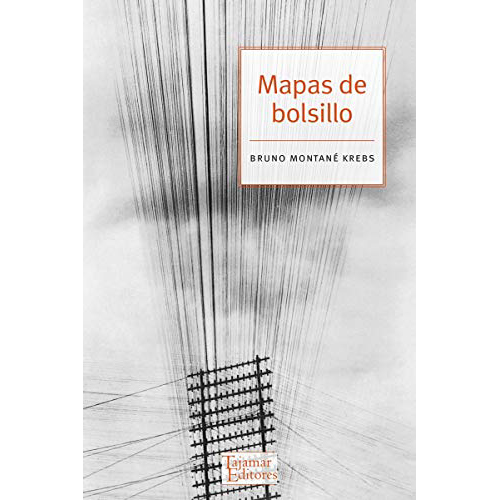 Mapas de
bolsillo
BRUNO MONTANÉ KREBS
Tajamar
Editores